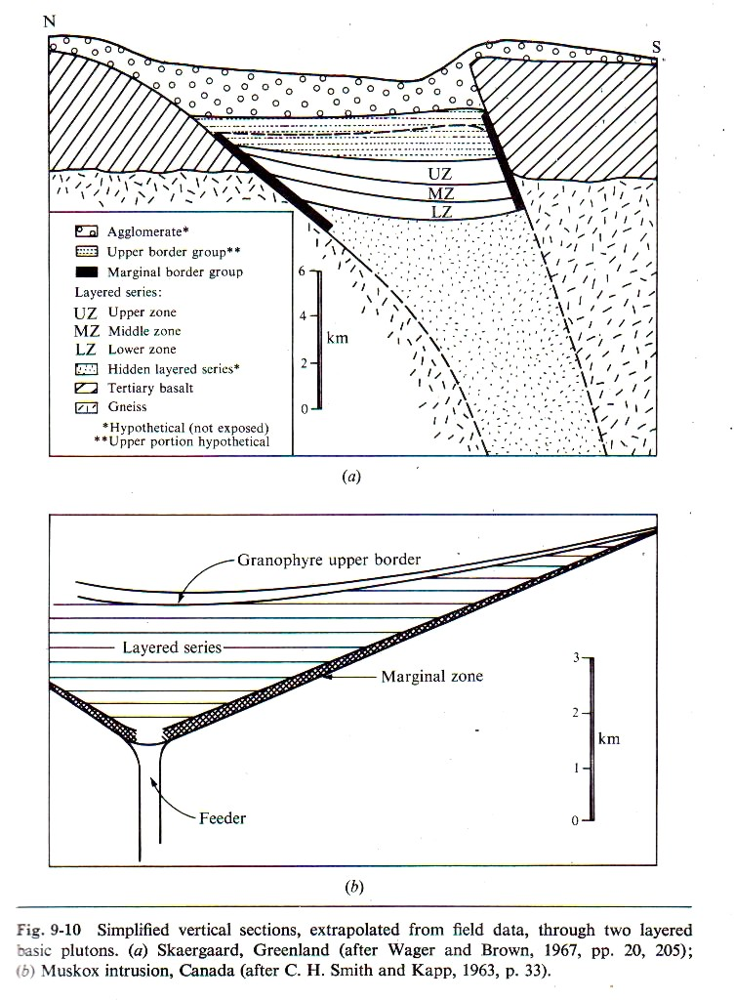 N
S
UZ
MZ
LZ
Agglomerate*
Upper border group**
Marginal border group
Layered series:
UZ Upper zone
MZ Middle zone
LZ Lower zone
Hidden layered series*
Tertiary basalt
Gneiss
*Hypothetical (not exposed)
**Upper portion hypothetical
6
4
km
2
0
(a)
Granophyre upper border
Layered series
Marginal zone
3
2
km
1
0
Feeder
(b)
Fig. 9-10 Simplified vertical sections, extrapolated from field data, through two layered
basic plutons. (a) Skaergaard, Greenland (after Wager and Brown, 1967, pp. 20, 205);
(b) Muskox intrusion, Canada (after C. H. Smith and Kapp, 1963, p. 33).